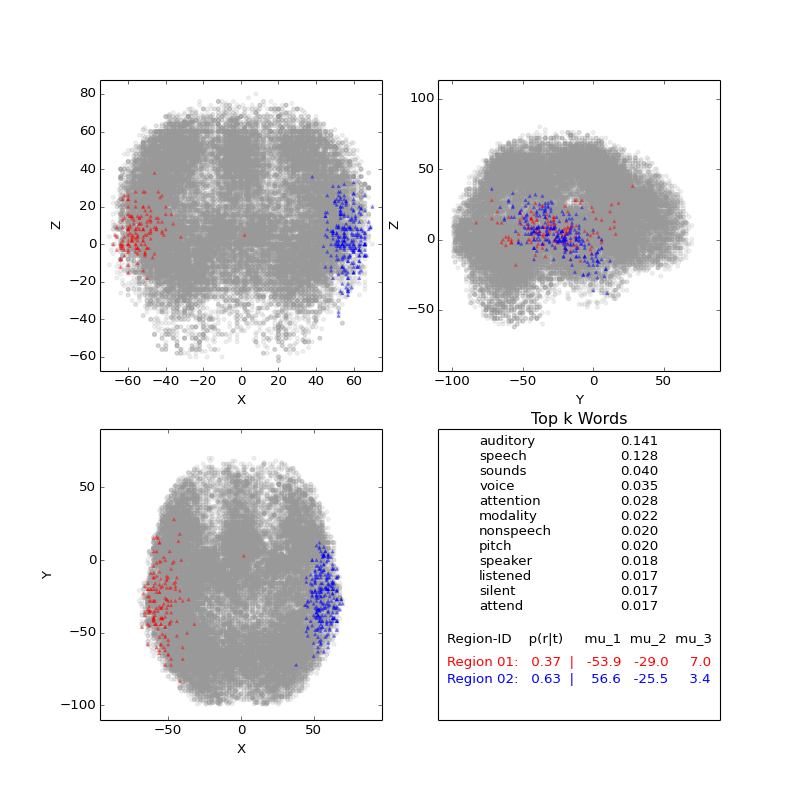 80
60
40
20
0
−20
−40
−60
Z
−60 −40 −20 0 20 40 60
X
100
50
0
−50
Z
−100 −50 0 50
Y
50
0
−50
−100
Y
−50 0 50
X
Top k Words
auditory 0.141
speech 0.128
sounds 0.040
voice 0.035
attention 0.028
modality 0.022
nonspeech 0.020
pitch 0.020
speaker 0.018
listened 0.017
silent 0.017
attend 0.017
Region-ID p(r|t) mu_1 mu_2 mu_3
Region 01: 0.37 | -53.9 -29.0 7.0
Region 02: 0.63 | 56.6 -25.5 3.4